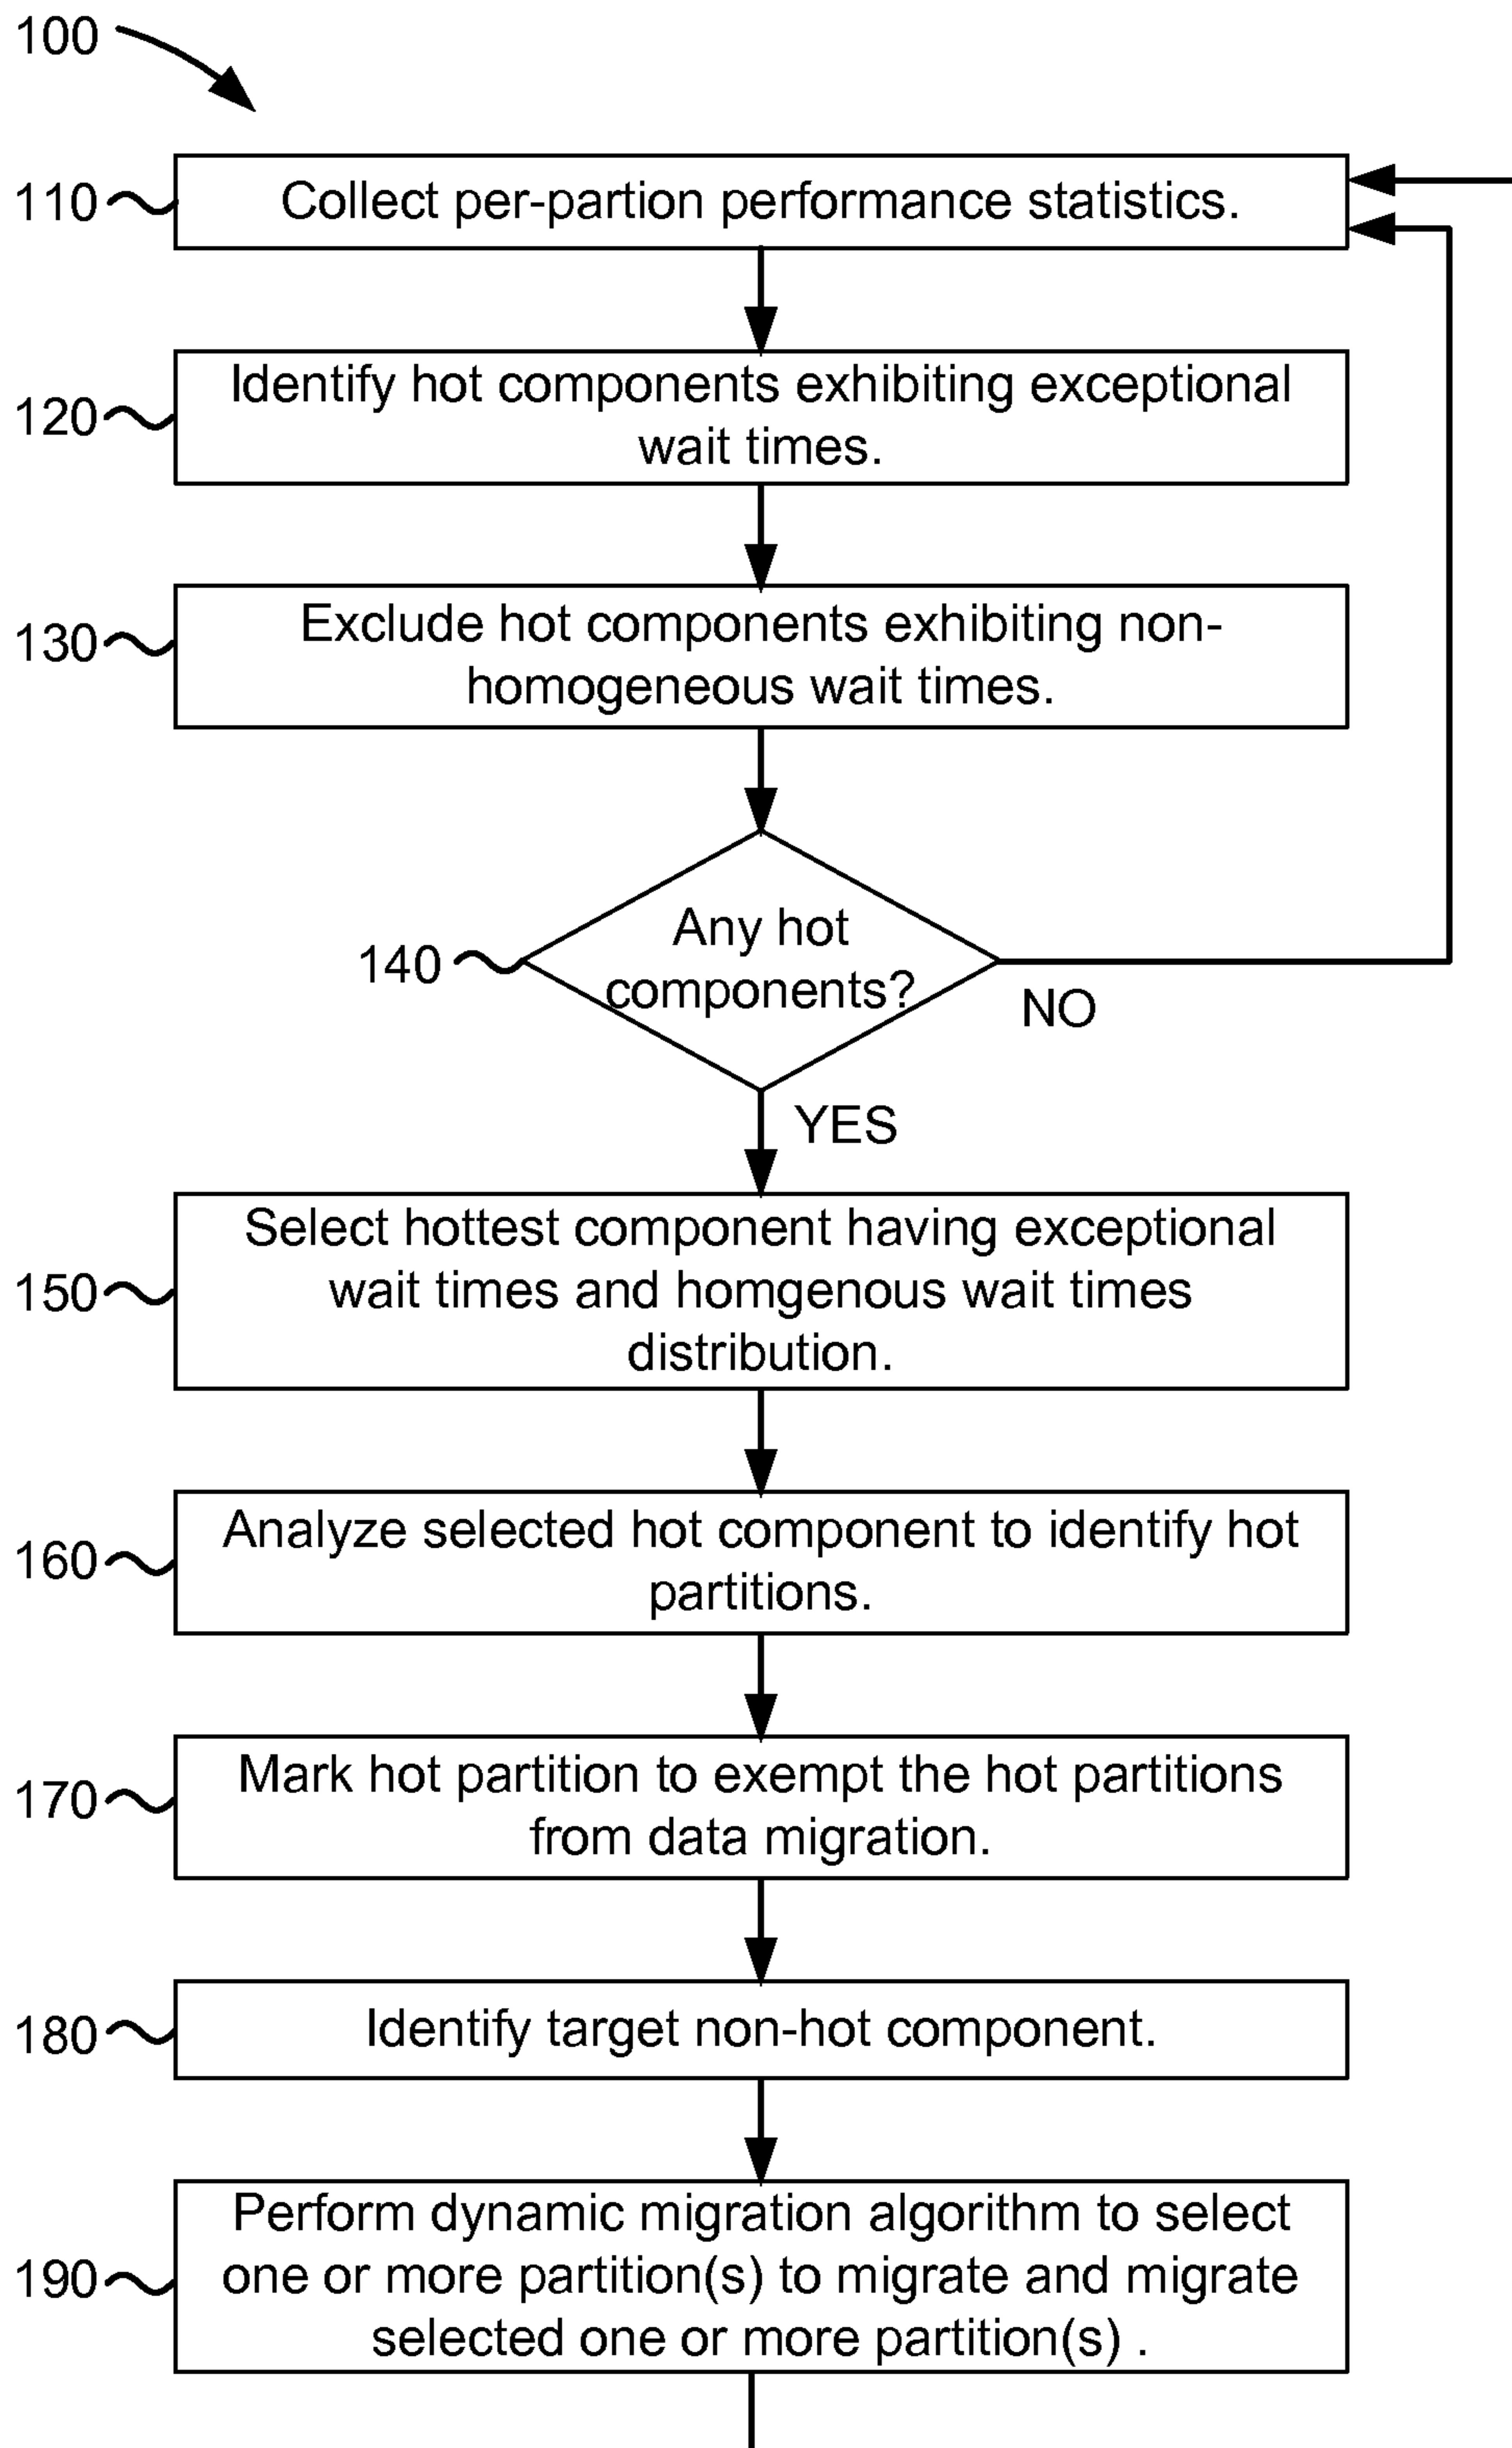 100
110
Collect per-partion performance statistics.
120
Identify hot components exhibiting exceptional
wait times.
130
Exclude hot components exhibiting non-
homogeneous wait times.
140
Any hot
components?
NO
YES
150
Select hottest component having exceptional
wait times and homgenous wait times
distribution.
160
Analyze selected hot component to identify hot
partitions.
170
Mark hot partition to exempt the hot partitions
from data migration.
180
Identify target non-hot component.
190
Perform dynamic migration algorithm to select
one or more partition(s) to migrate and migrate
selected one or more partition(s) .